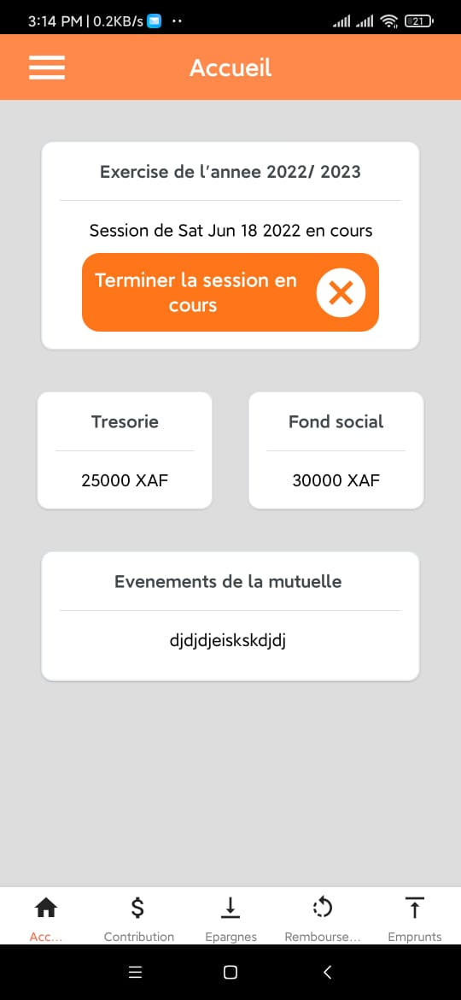 3:14 PM | 0.2KB/s
21
Accueil
Exercise de l'annee 2022/ 2023
Session de Sat Jun 18 2022 en cours
Terminer la session en
cours
Tresorie
Fond social
25000 XAF
30000 XAF
Evenements de la mutuelle
djdjdjeiskskdjdj
Acc...
Contribution
Epargnes
Rembourse...
Emprunts